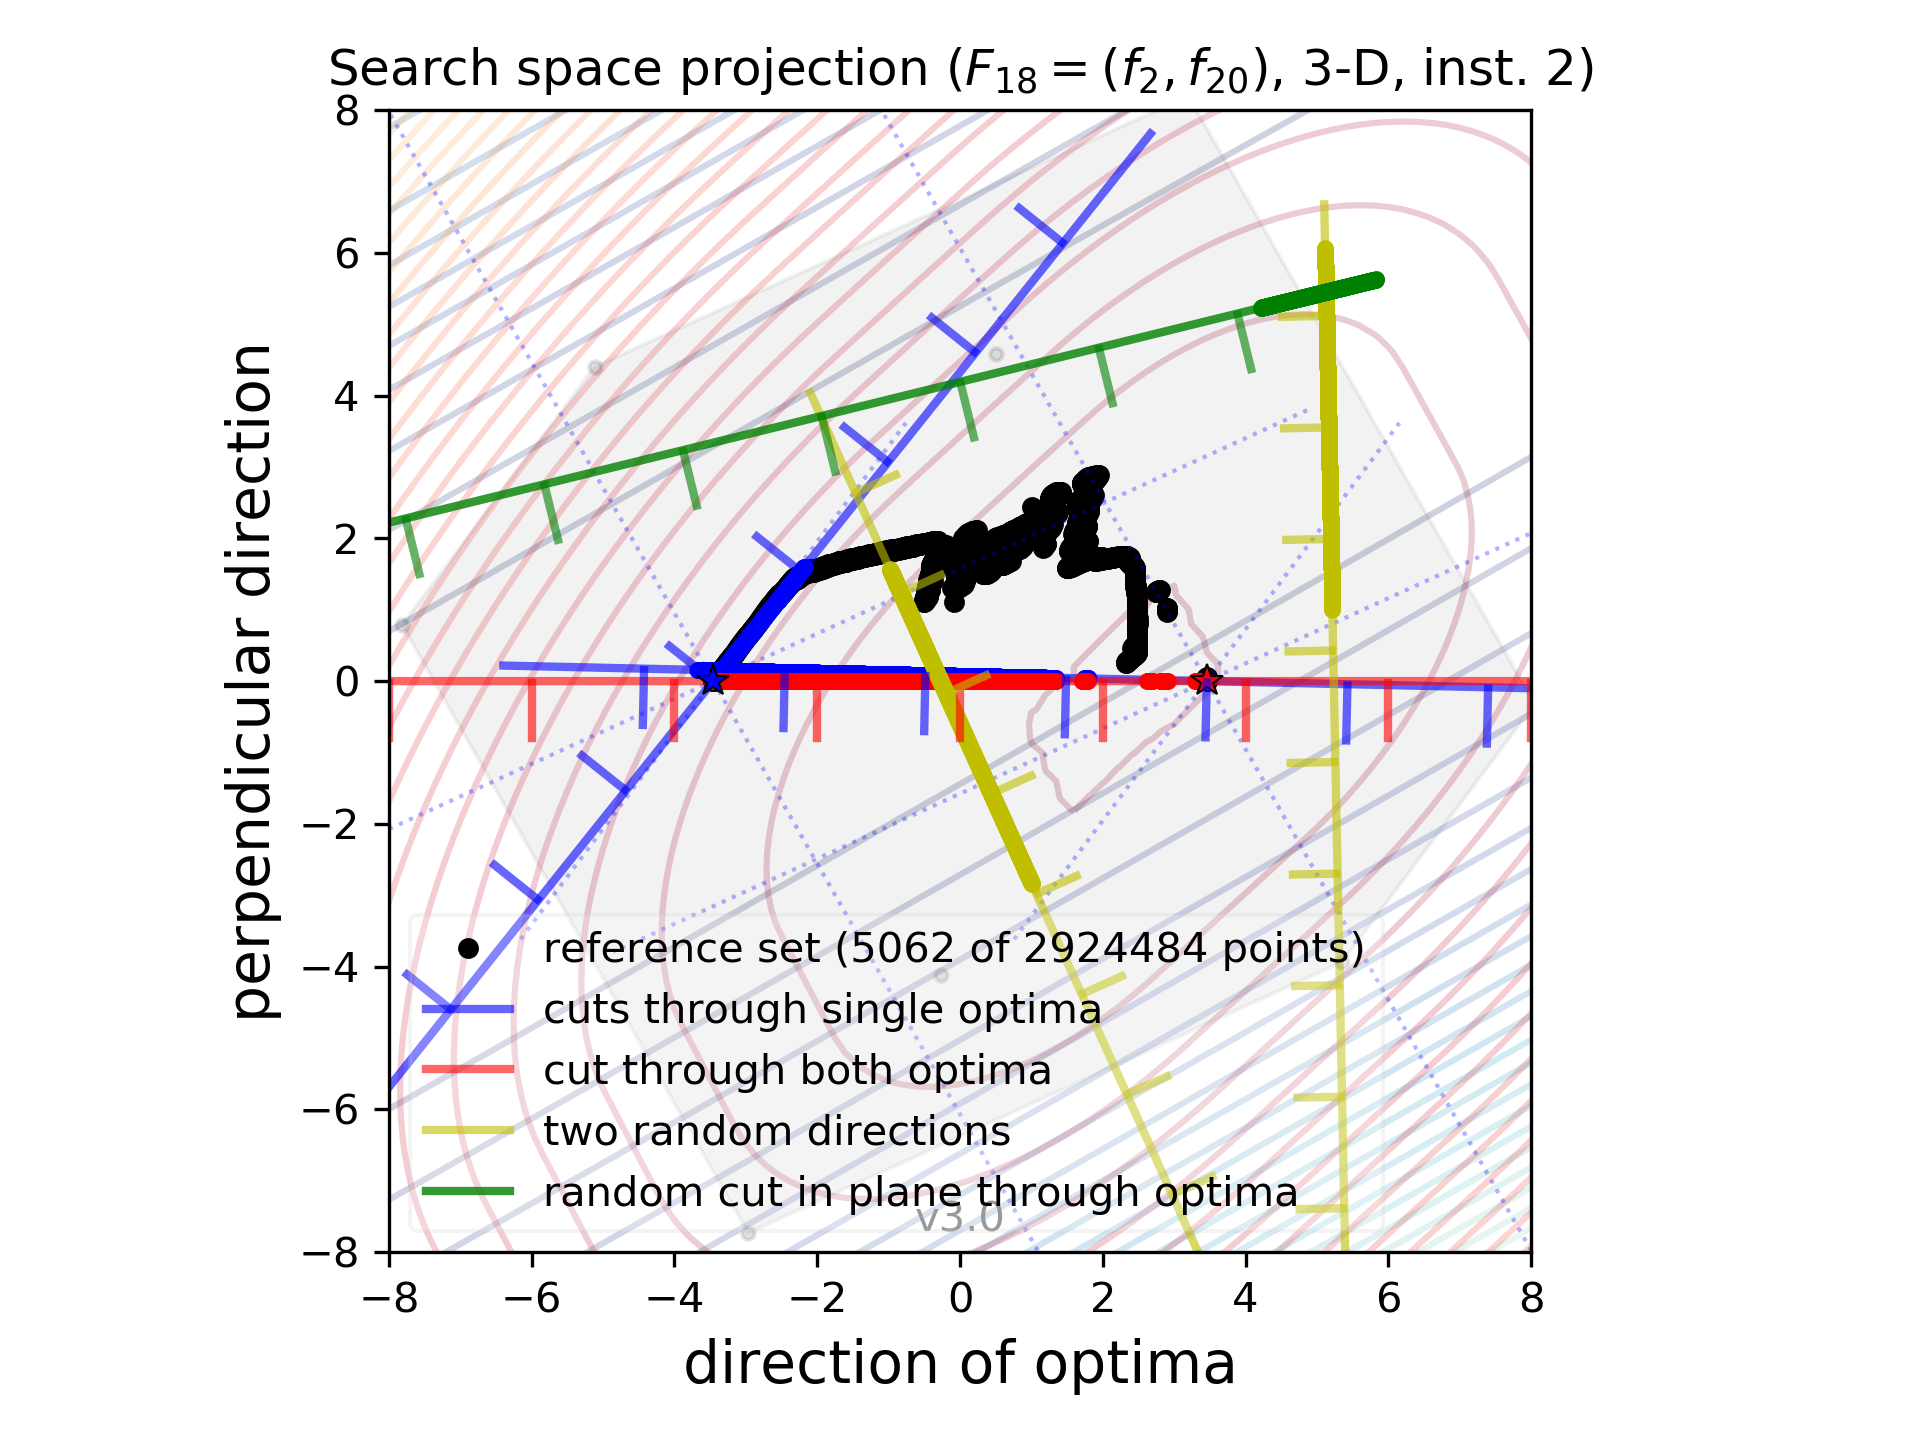 Search space projection (F₁₈ = (f₂, f₂₀), 3-D, inst. 2)
8
6
4
2
0
−2
−4
−6
−8
perpendicular direction
reference set (5062 of 2924484 points)
cuts through single optima
cut through both optima
two random directions
random cut in plane through optima
v3.0
−8 −6 −4 −2 0 2 4 6 8
direction of optima